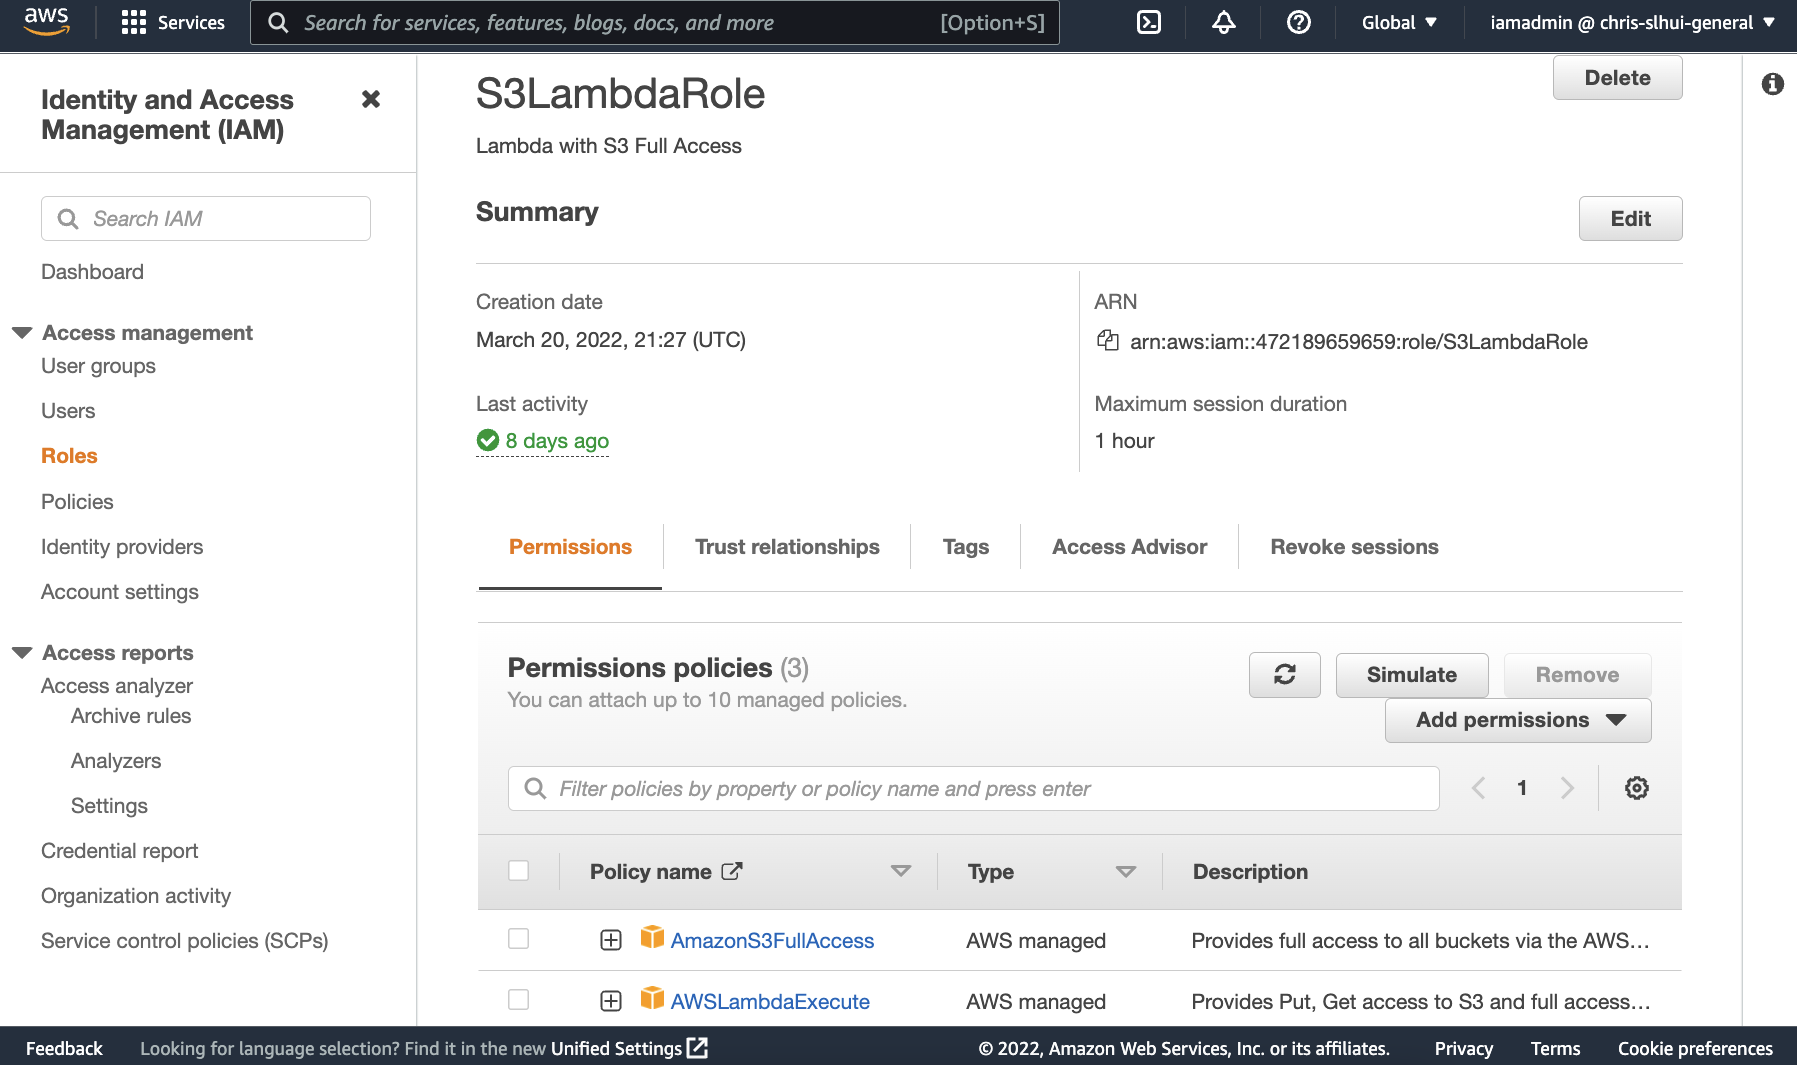 aws
Services
Search for services, features, blogs, docs, and more
[Option+S]
Global
iamadmin @ chris-slhui-general
Identity and Access
Management (IAM)
Search IAM
Dashboard
Access management
User groups
Users
Roles
Policies
Identity providers
Account settings
Access reports
Access analyzer
Archive rules
Analyzers
Settings
Credential report
Organization activity
Service control policies (SCPs)
S3LambdaRole
Delete
Lambda with S3 Full Access
Summary
Edit
Creation date
March 20, 2022, 21:27 (UTC)
ARN
arn:aws:iam::472189659659:role/S3LambdaRole
Last activity
8 days ago
Maximum session duration
1 hour
Permissions
Trust relationships
Tags
Access Advisor
Revoke sessions
Permissions policies (3)
You can attach up to 10 managed policies.
Simulate
Remove
Add permissions
Filter policies by property or policy name and press enter
1
Policy name
Type
Description
AmazonS3FullAccess
AWS managed
Provides full access to all buckets via the AWS…
AWSLambdaExecute
AWS managed
Provides Put, Get access to S3 and full access…
Feedback
Looking for language selection? Find it in the new Unified Settings
© 2022, Amazon Web Services, Inc. or its affiliates.
Privacy
Terms
Cookie preferences